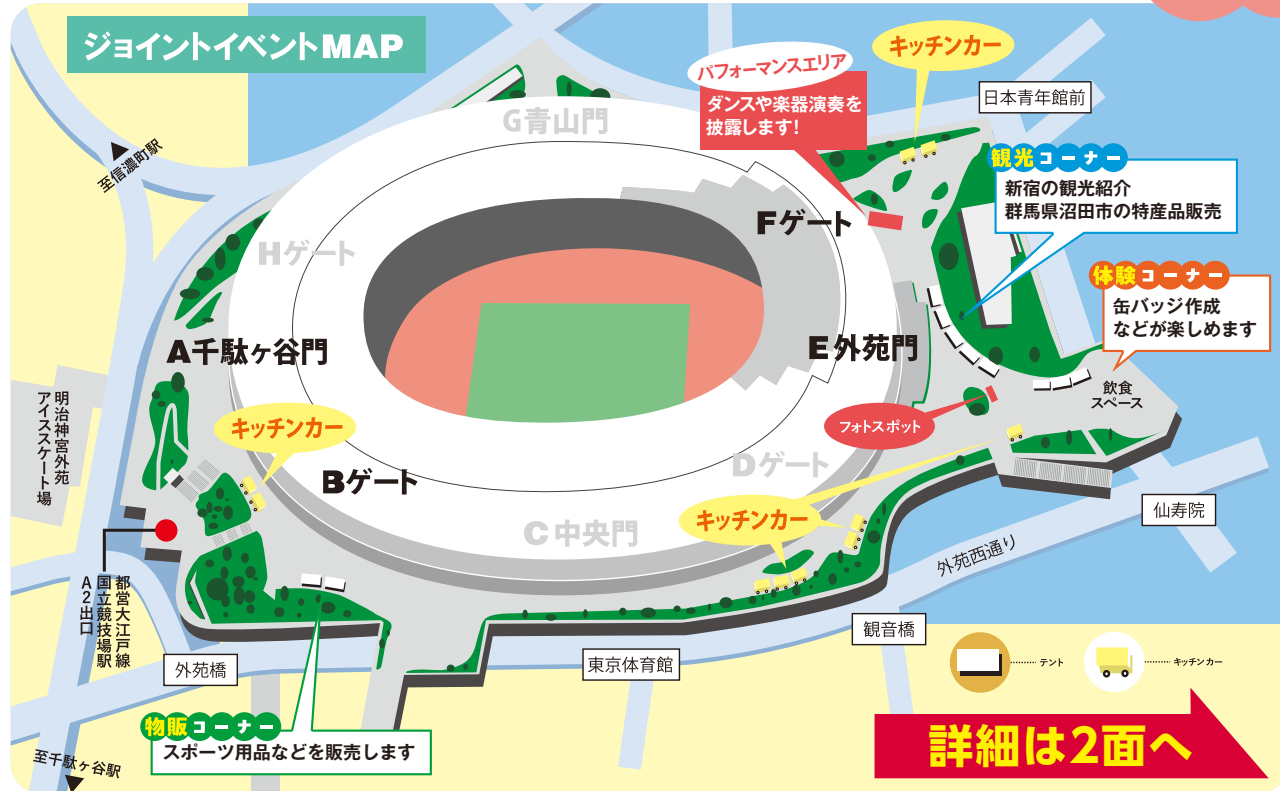 ジョイントイベントMAP
キッチンカー
パフォーマンスエリア
ダンスや楽器演奏を
披露します!
日本青年館前
G青山門
至信濃町駅
観光コーナー
新宿の観光紹介
群馬県沼田市の特産品販売
Fゲート
Hゲート
体験コーナー
缶バッジ作成
などが楽しめます
A千駄ヶ谷門
E外苑門
飲食
スペース
明治神宮外苑
アイススケート場
キッチンカー
フォトスポット
Dゲート
Bゲート
キッチンカー
C中央門
仙寿院
外苑西通り
都営大江戸線
国立競技場駅
A2出口
観音橋
外苑橋
東京体育館
テント
キッチンカー
物販コーナー
スポーツ用品などを販売します
至千駄ヶ谷駅
詳細は2面へ